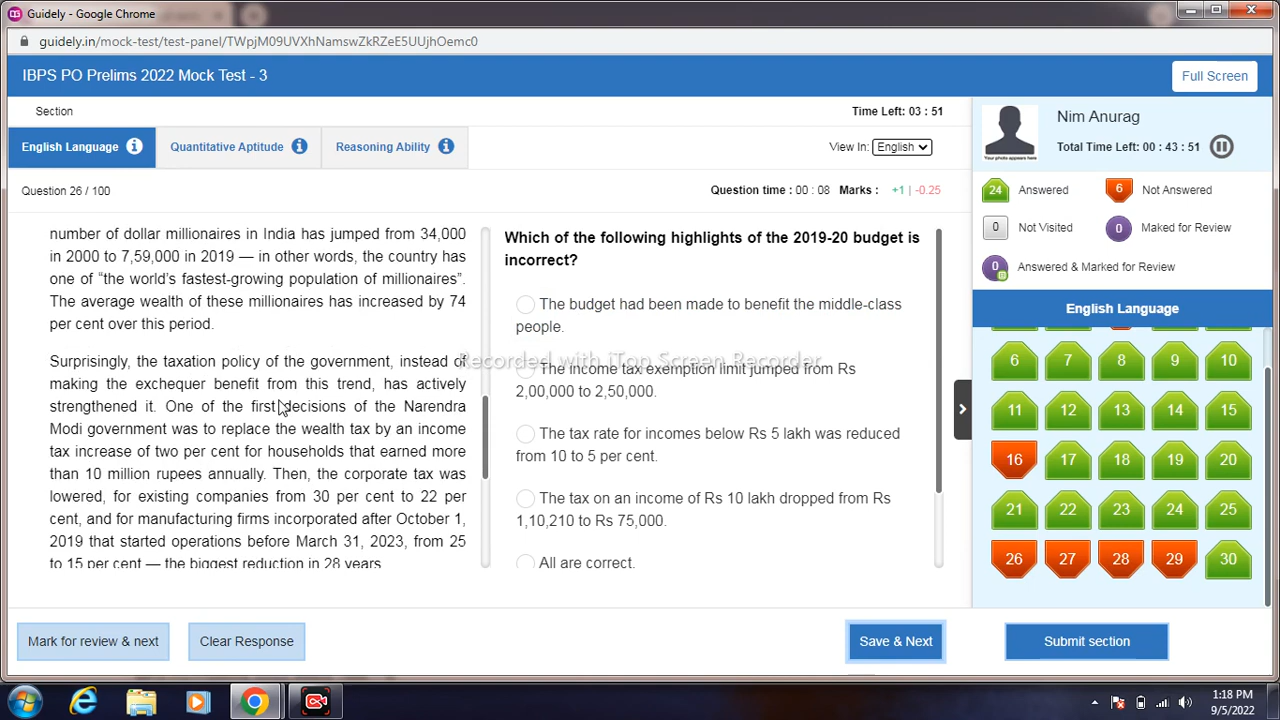 Guidely - Google Chrome
guidely.in/mock-test/test-panel/TWpjM09UVXhNamswZkRZeE5UUjhOemc0
IBPS PO Prelims 2022 Mock Test - 3
Full Screen
Section
Time Left: 03 : 51
English Language
Quantitative Aptitude
Reasoning Ability
View In: English
Question 26 / 100
Question time : 00 : 08 Marks : +1 | -0.25
number of dollar millionaires in India has jumped from 34,000
in 2000 to 7,59,000 in 2019 — in other words, the country has
one of “the world’s fastest-growing population of millionaires”.
The average wealth of these millionaires has increased by 74
per cent over this period.
Surprisingly, the taxation policy of the government, instead of
making the exchequer benefit from this trend, has actively
strengthened it. One of the first decisions of the Narendra
Modi government was to replace the wealth tax by an income
tax increase of two per cent for households that earned more
than 10 million rupees annually. Then, the corporate tax was
lowered, for existing companies from 30 per cent to 22 per
cent, and for manufacturing firms incorporated after October 1,
2019 that started operations before March 31, 2023, from 25
to 15 per cent — the biggest reduction in 28 years
Which of the following highlights of the 2019-20 budget is
incorrect?
The budget had been made to benefit the middle-class
people.
Recorded with iTop Screen Recorder
The income tax exemption limit jumped from Rs
2,00,000 to 2,50,000.
The tax rate for incomes below Rs 5 lakh was reduced
from 10 to 5 per cent.
The tax on an income of Rs 10 lakh dropped from Rs
1,10,210 to Rs 75,000.
All are correct.
Mark for review & next
Clear Response
Save & Next
Submit section
Your photo appears here
Nim Anurag
Total Time Left: 00 : 43 : 51
24 Answered
6 Not Answered
0 Not Visited
0 Maked for Review
0 Answered & Marked for Review
English Language
6 7 8 9 10
11 12 13 14 15
16 17 18 19 20
21 22 23 24 25
26 27 28 29 30
1:18 PM
9/5/2022